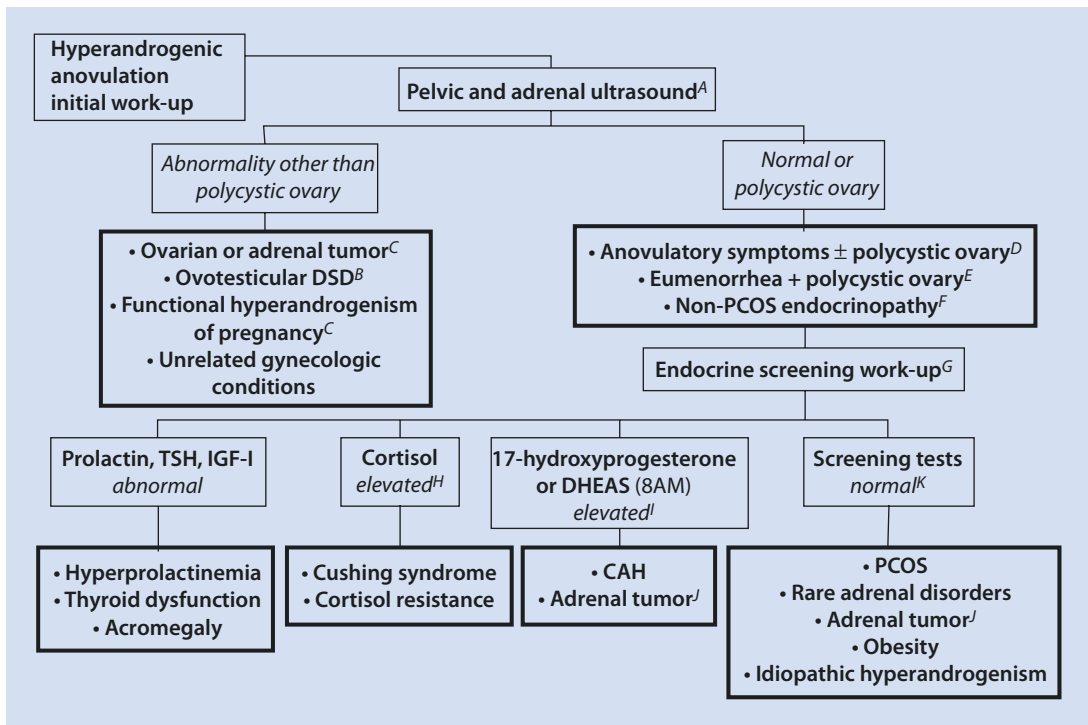 Hyperandrogenic
anovulation
initial work-up
Pelvic and adrenal ultrasoundA
Abnormality other than
polycystic ovary
Normal or
polycystic ovary
• Ovarian or adrenal tumorC
• Ovotesticular DSDB
• Functional hyperandrogenism
of pregnancyC
• Unrelated gynecologic
conditions
• Anovulatory symptoms ± polycystic ovaryD
• Eumenorrhea + polycystic ovaryE
• Non-PCOS endocrinopathyF
Endocrine screening work-upG
Prolactin, TSH, IGF-I
abnormal
Cortisol
elevatedH
17-hydroxyprogesterone
or DHEAS (8AM)
elevatedI
Screening tests
normalK
• Hyperprolactinemia
• Thyroid dysfunction
• Acromegaly
• Cushing syndrome
• Cortisol resistance
• CAH
• Adrenal tumorJ
• PCOS
• Rare adrenal disorders
• Adrenal tumorJ
• Obesity
• Idiopathic hyperandrogenism